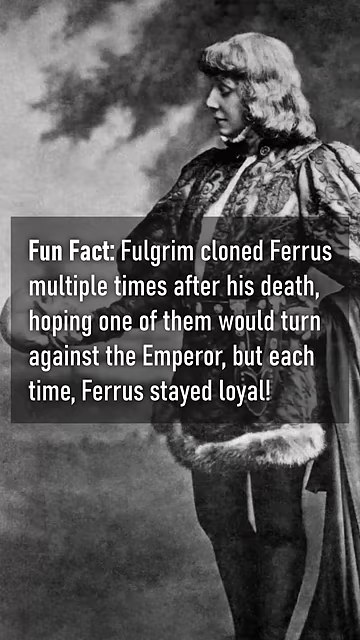 Fun Fact: Fulgrim cloned Ferrus
multiple times after his death,
hoping one of them would turn
against the Emperor, but each
time, Ferrus stayed loyal!